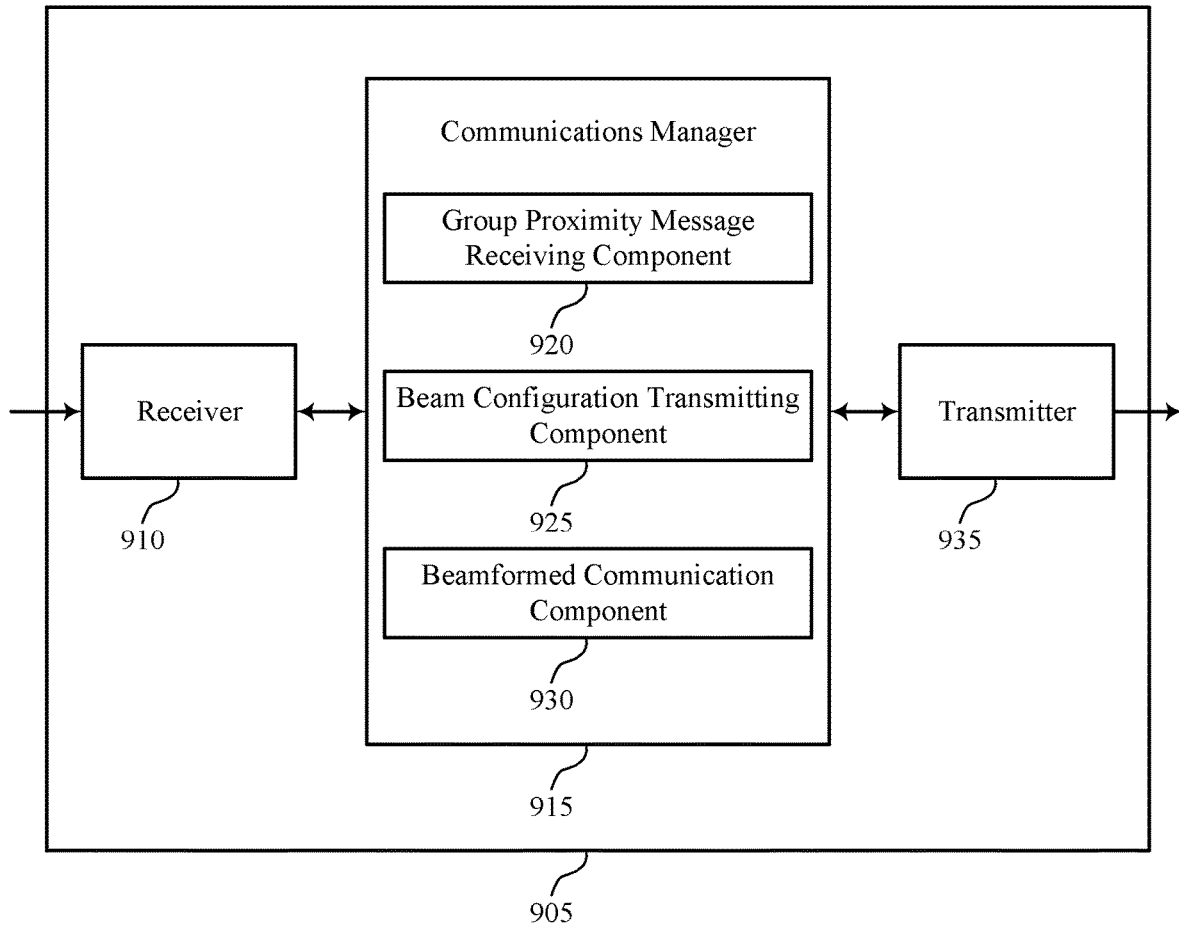 Communications Manager
Group Proximity Message
Receiving Component
920
Receiver
910
Beam Configuration Transmitting
Component
925
Transmitter
935
Beamformed Communication
Component
930
915
905